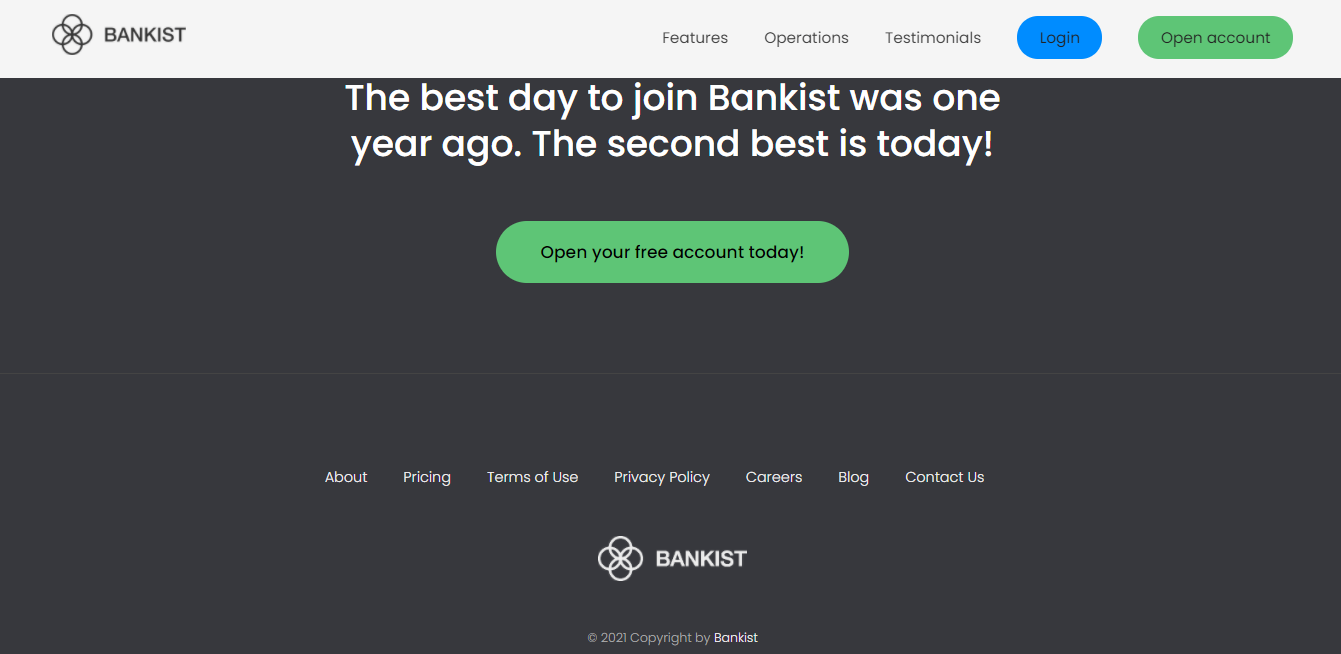 BANKIST
Features Operations Testimonials Login Open account
The best day to join Bankist was one
year ago. The second best is today!
Open your free account today!
About Pricing Terms of Use Privacy Policy Careers Blog Contact Us
BANKIST
© 2021 Copyright by Bankist